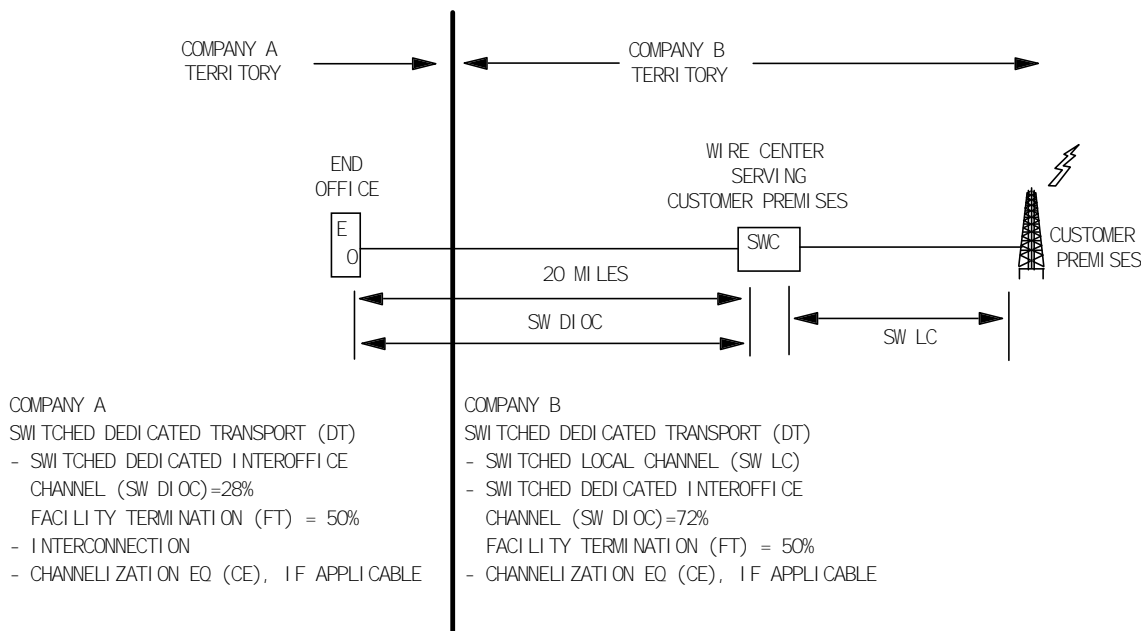 COMPANY A
TERRITORY
COMPANY B
TERRITORY
END
OFFICE
WIRE CENTER
SERVING
CUSTOMER PREMISES
E
O
SWC
CUSTOMER
PREMISES
20 MILES
SW DIOC
SW LC
COMPANY A
SWITCHED DEDICATED TRANSPORT (DT)
- SWITCHED DEDICATED INTEROFFICE
CHANNEL (SW DIOC)=28%
FACILITY TERMINATION (FT) = 50%
- INTERCONNECTION
- CHANNELIZATION EQ (CE), IF APPLICABLE
COMPANY B
SWITCHED DEDICATED TRANSPORT (DT)
- SWITCHED LOCAL CHANNEL (SW LC)
- SWITCHED DEDICATED INTEROFFICE
CHANNEL (SW DIOC)=72%
FACILITY TERMINATION (FT) = 50%
- CHANNELIZATION EQ (CE), IF APPLICABLE